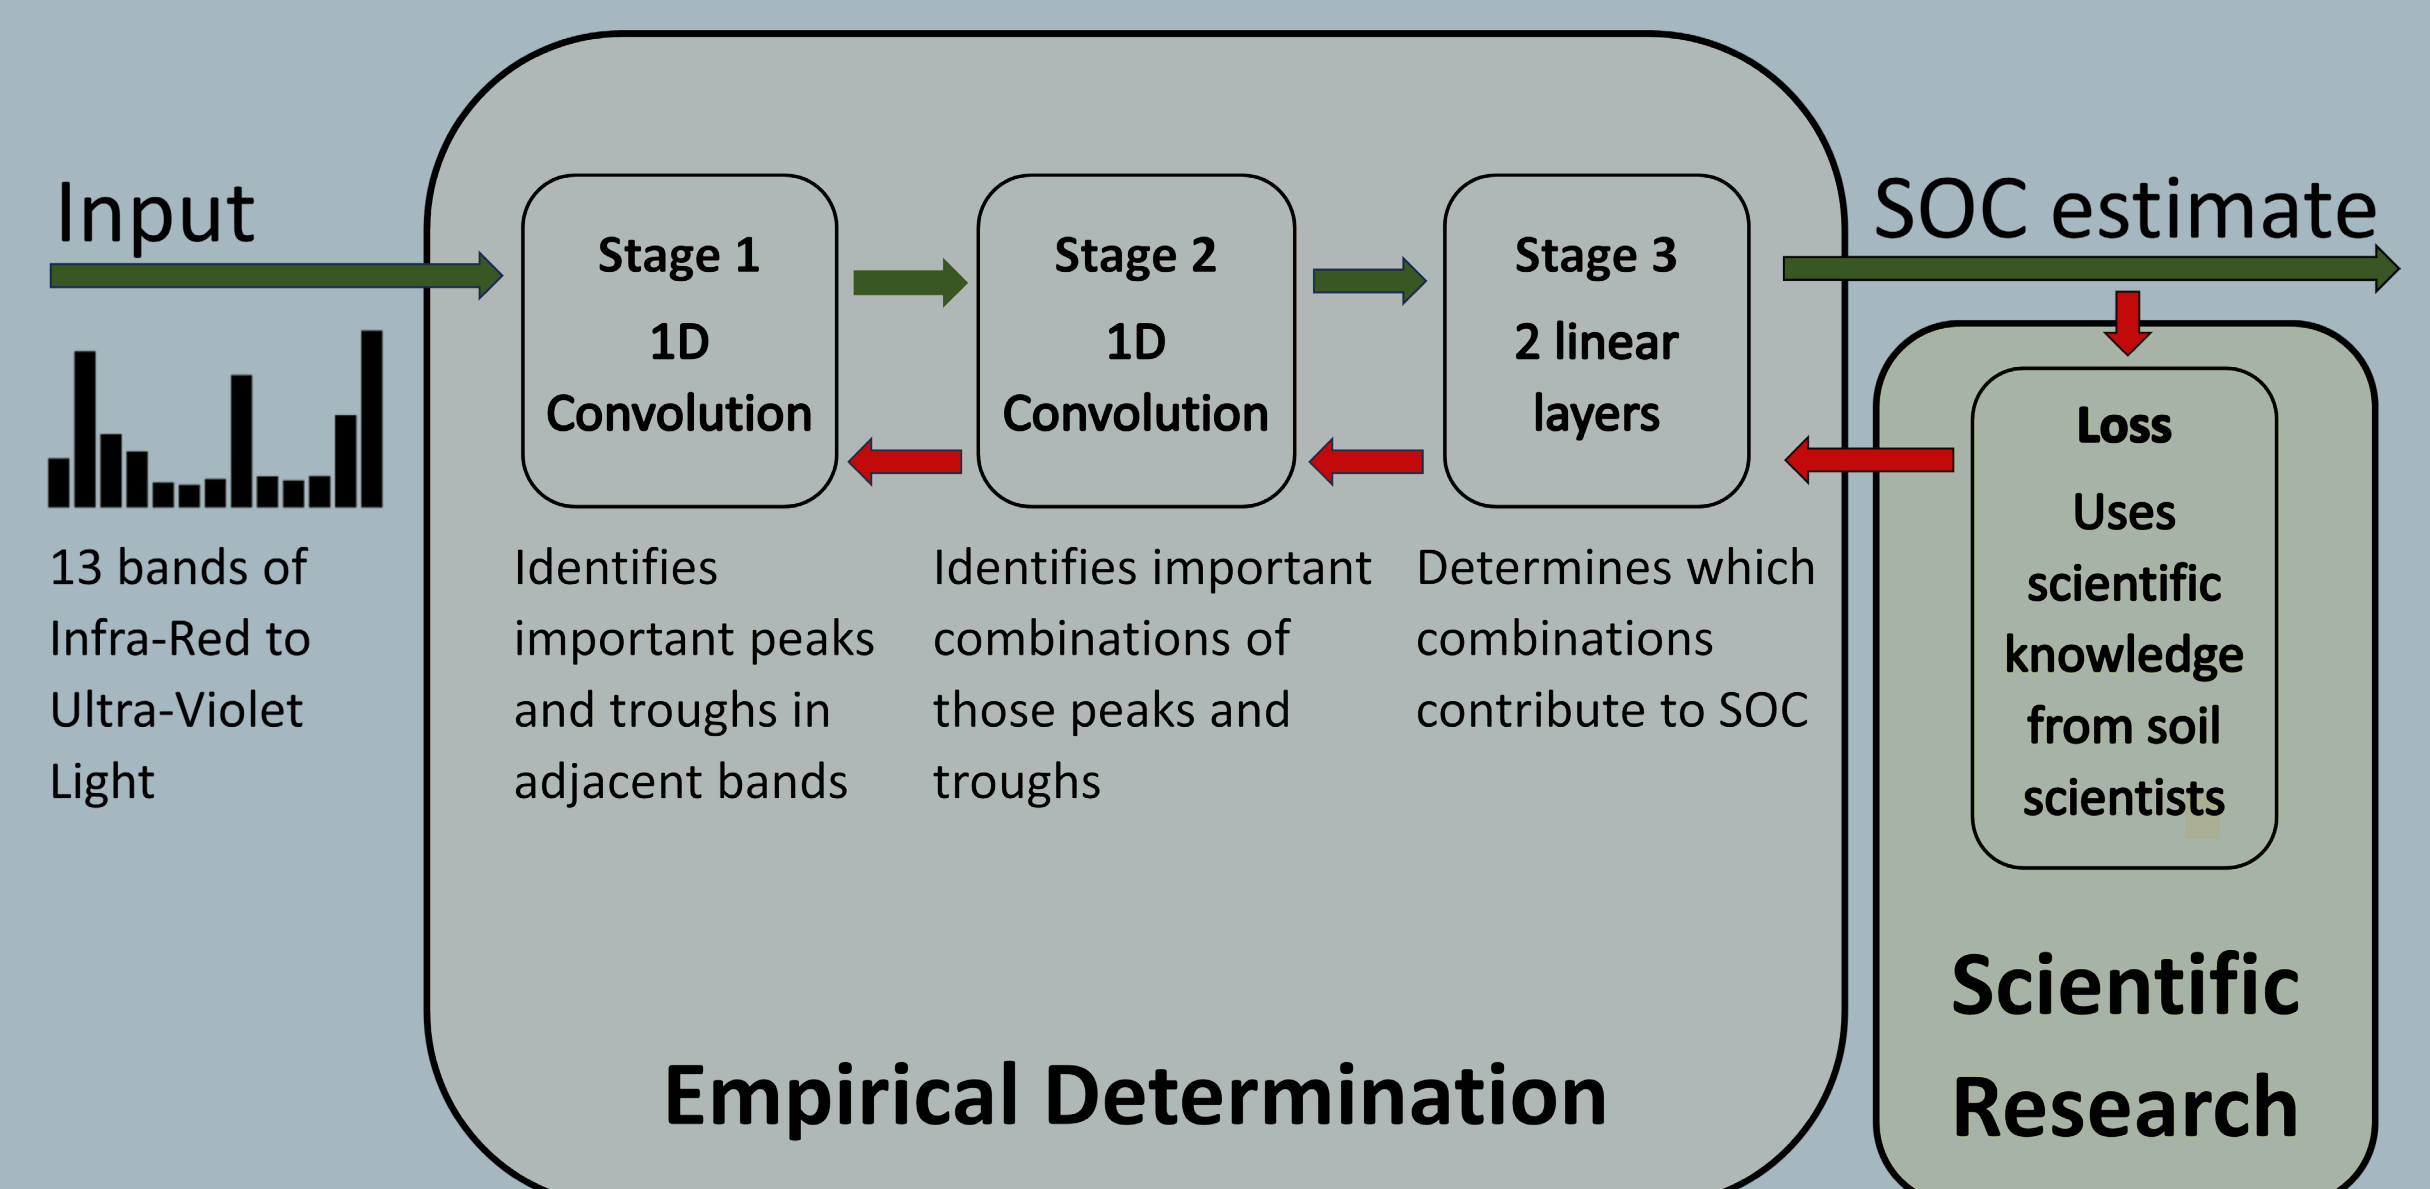 Input
13 bands of
Infra-Red to
Ultra-Violet
Light
Stage 1
1D
Convolution
Identifies
important peaks
and troughs in
adjacent bands
Stage 2
1D
Convolution
Identifies important
combinations of
those peaks and
troughs
Stage 3
2 linear
layers
Determines which
combinations
contribute to SOC
Empirical Determination
SOC estimate
Loss
Uses
scientific
knowledge
from soil
scientists
Scientific
Research